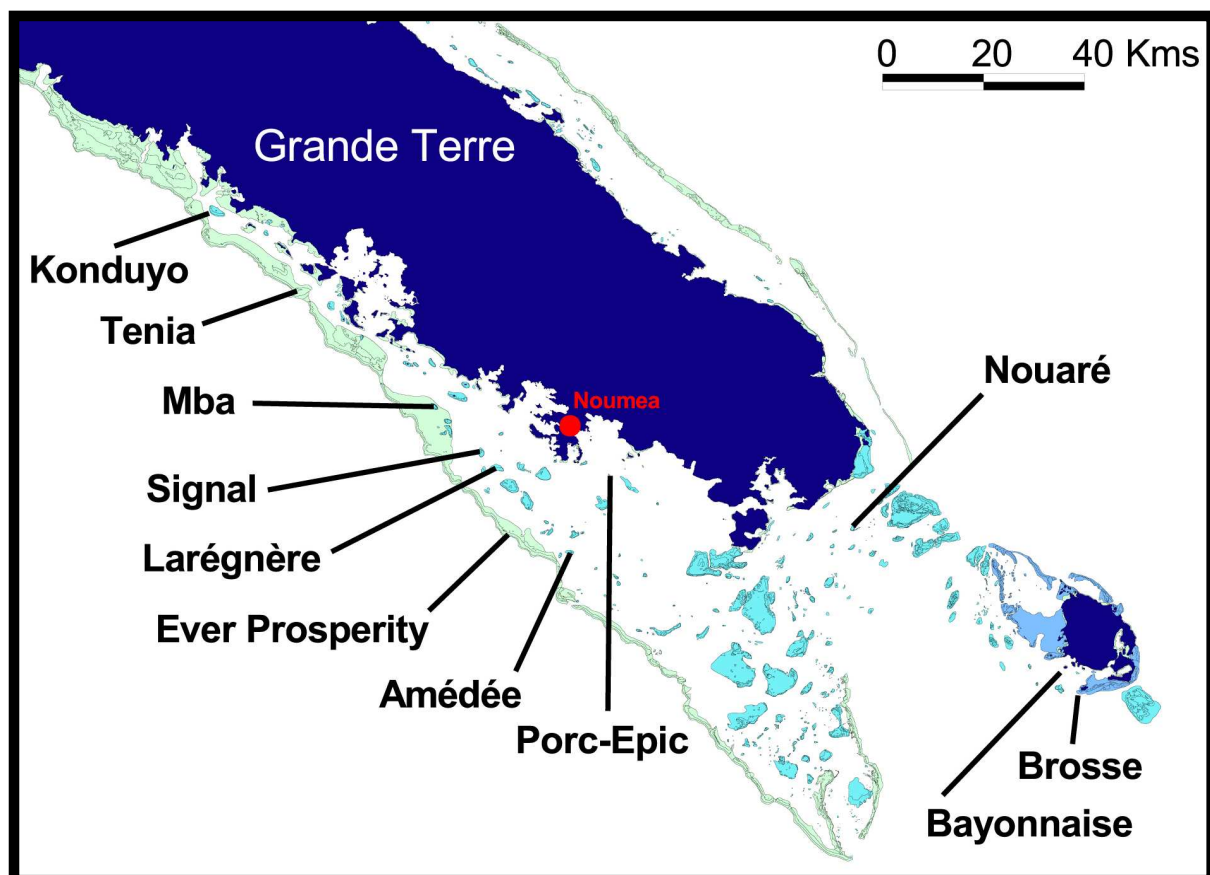 0 20 40 Kms
Grande Terre
Konduyo
Tenia
Nouaré
Mba
Noumea
Signal
Larégnère
Ever Prosperity
Amédée
Porc-Epic
Brosse
Bayonnaise